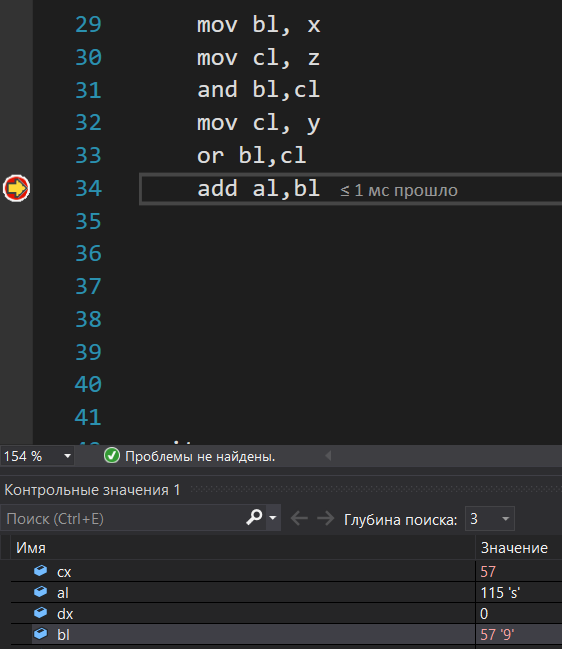 29 mov bl, x
30 mov cl, z
31 and bl,cl
32 mov cl, y
33 or bl,cl
34 add al,bl ≤ 1 мс прошло
35
36
37
38
39
40
41
154 % Проблемы не найдены.
Контрольные значения 1
Поиск (Ctrl+E) Глубина поиска: 3
Имя Значение
cx 57
al 115 's'
dx 0
bl 57 '9'